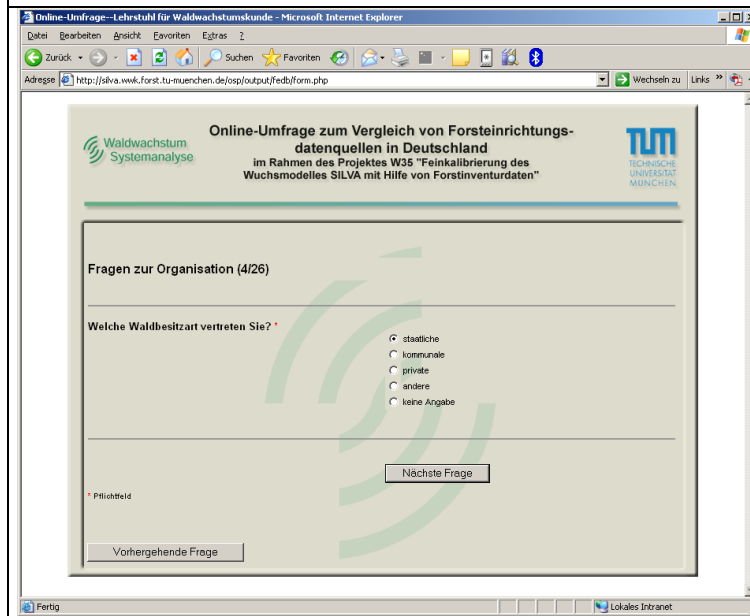 Online-Umfrage--Lehrstuhl für Waldwachstumskunde - Microsoft Internet Explorer
Datei Bearbeiten Ansicht Favoriten Extras ?
Zurück Suchen Favoriten
Adresse http://silva.wwk.forst.tu-muenchen.de/osp/output/fedb/form.php Wechseln zu Links »
Waldwachstum
Systemanalyse
Online-Umfrage zum Vergleich von Forsteinrichtungs-
datenquellen in Deutschland
im Rahmen des Projektes W35 "Feinkalibrierung des
Wuchsmodelles SILVA mit Hilfe von Forstinventurdaten"
TUM
TECHNISCHE
UNIVERSITÄT
MÜNCHEN
Fragen zur Organisation (4/26)
Welche Waldbesitzart vertreten Sie? *
staatliche
kommunale
private
andere
keine Angabe
Nächste Frage
* Pflichtfeld
Vorhergehende Frage
Fertig Lokales Intranet